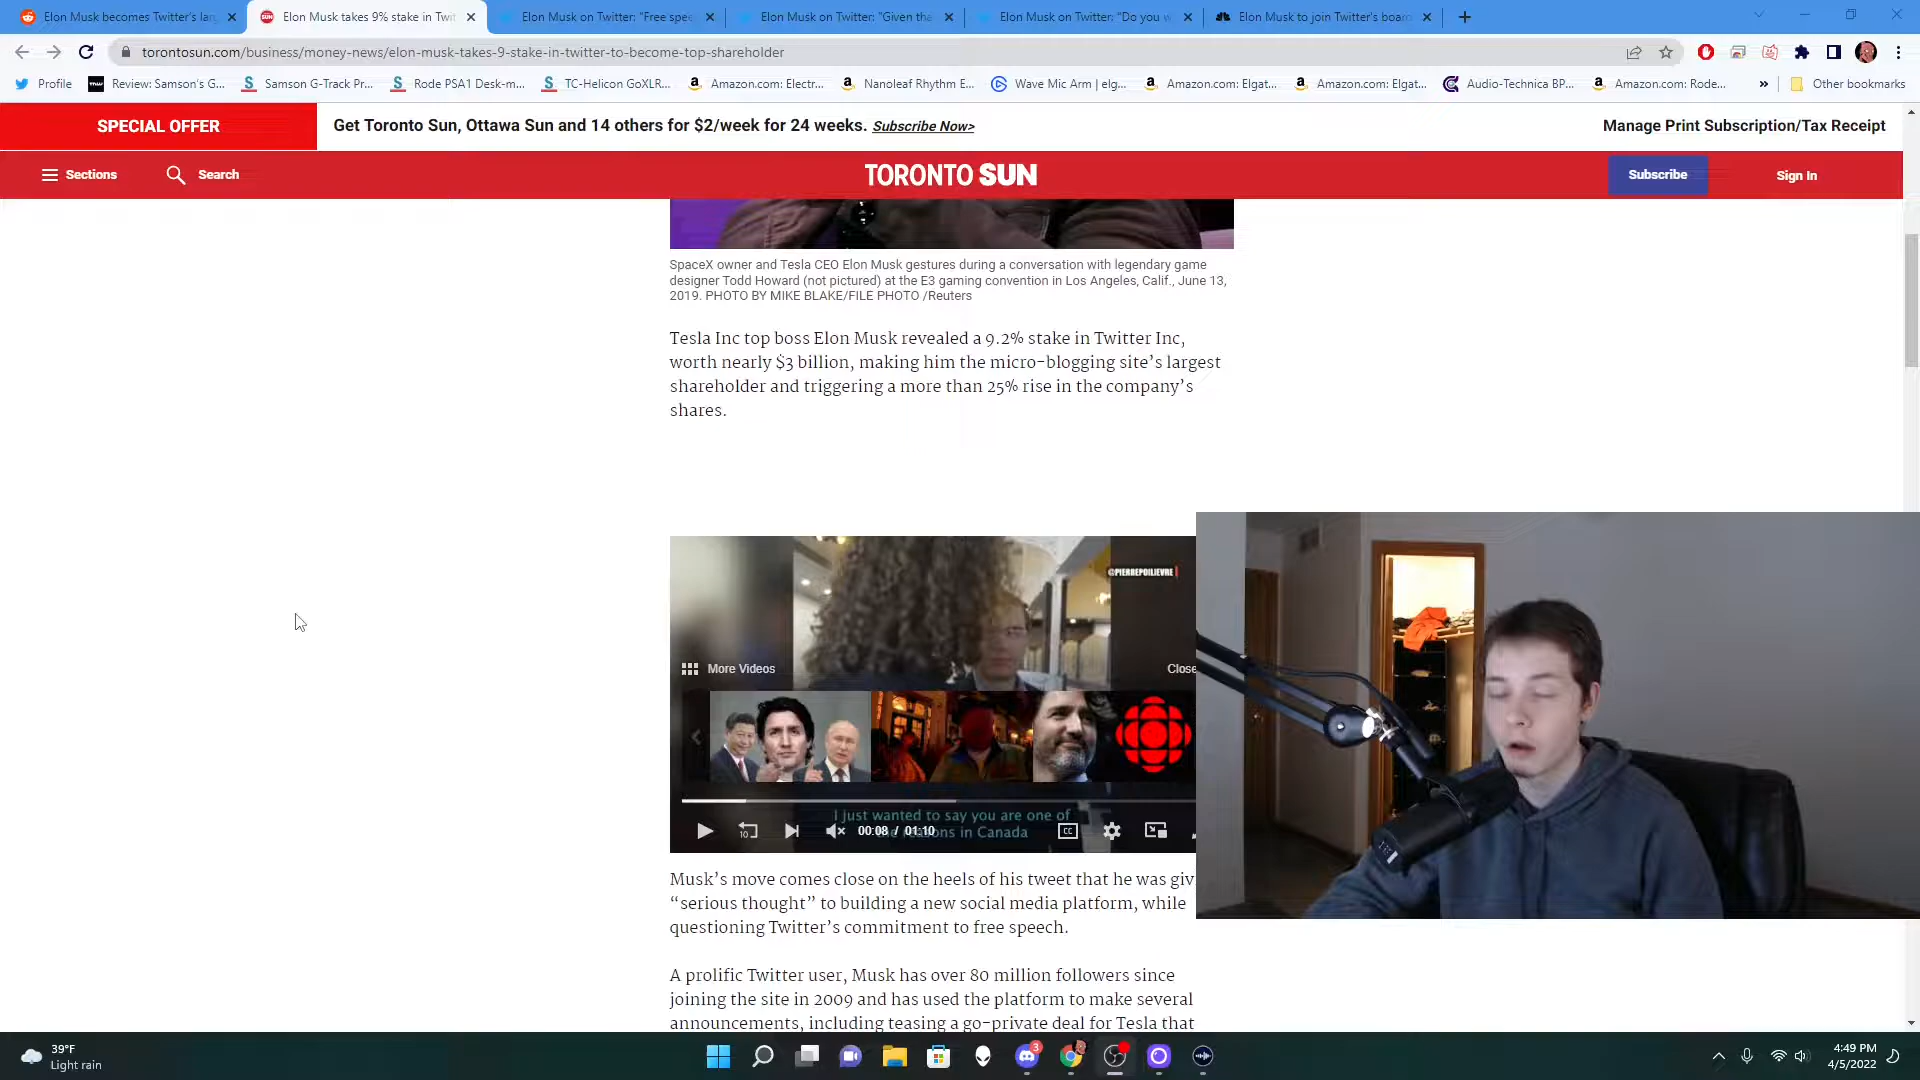 Elon Musk becomes Twitter's lar
Elon Musk takes 9% stake in Twit
Elon Musk on Twitter: "Free spee
Elon Musk on Twitter: "Given tha
Elon Musk on Twitter: "Do you w
Elon Musk to join Twitter's board
torontosun.com/business/money-news/elon-musk-takes-9-stake-in-twitter-to-become-top-shareholder
Profile
Review: Samson's G...
Samson G-Track Pr...
Rode PSA1 Desk-m...
TC-Helicon GoXLR...
Amazon.com: Electr...
Nanoleaf Rhythm E...
Wave Mic Arm | elg...
Amazon.com: Elgat...
Amazon.com: Elgat...
Audio-Technica BP...
Amazon.com: Rode...
»
Other bookmarks
SPECIAL OFFER
Get Toronto Sun, Ottawa Sun and 14 others for $2/week for 24 weeks. Subscribe Now>
Manage Print Subscription/Tax Receipt
Sections
Search
TORONTO SUN
Subscribe
Sign In
SpaceX owner and Tesla CEO Elon Musk gestures during a conversation with legendary game
designer Todd Howard (not pictured) at the E3 gaming convention in Los Angeles, Calif., June 13,
2019. PHOTO BY MIKE BLAKE/FILE PHOTO /Reuters
Tesla Inc top boss Elon Musk revealed a 9.2% stake in Twitter Inc,
worth nearly $3 billion, making him the micro-blogging site's largest
shareholder and triggering a more than 25% rise in the company's
shares.
@PIERREPOILIEVRE
More Videos
Close
I just wanted to say you are one of
reasons in Canada
10
00:08 / 01:10
CC
Musk's move comes close on the heels of his tweet that he was giv
"serious thought" to building a new social media platform, while
questioning Twitter's commitment to free speech.
A prolific Twitter user, Musk has over 80 million followers since
joining the site in 2009 and has used the platform to make several
announcements, including teasing a go-private deal for Tesla that
39°F
Light rain
3
4:49 PM
4/5/2022